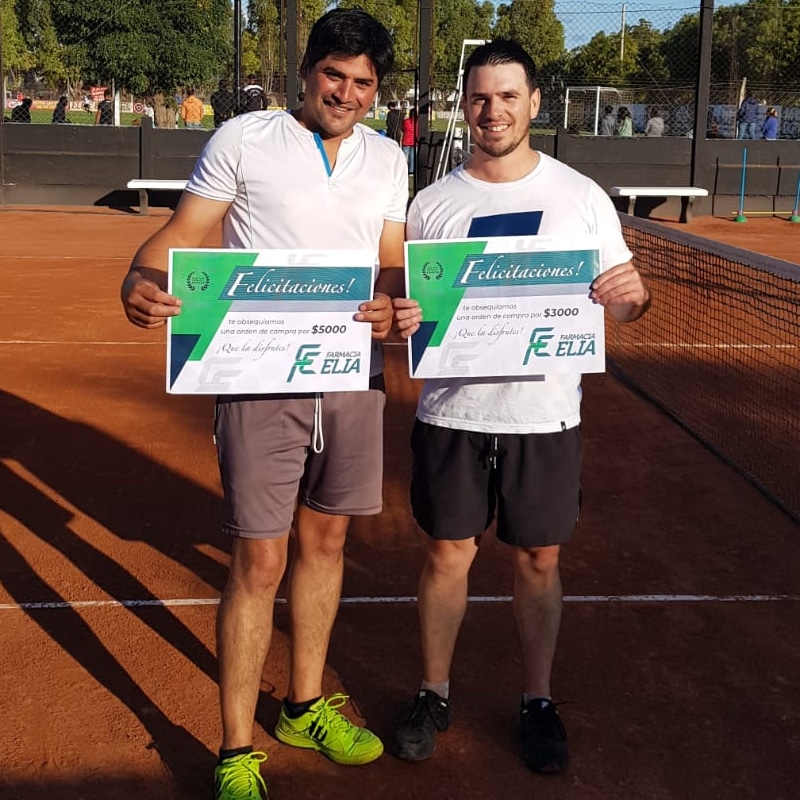 Felicitaciones!
te obsequiamos
una orden de compra por $5000
¡Que la disfrutes!
FARMACIA
ELIA
Felicitaciones!
te obsequiamos
una orden de compra por $3000
¡Que la disfrutes!
FARMACIA
ELIA